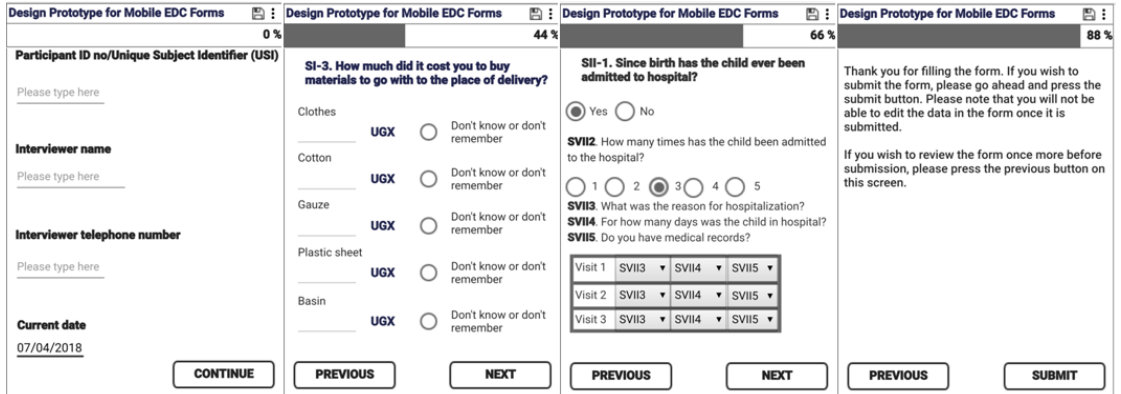 Design Prototype for Mobile EDC Forms
0 %
Participant ID no/Unique Subject Identifier (USI)
Please type here
Interviewer name
Please type here
Interviewer telephone number
Please type here
Current date
07/04/2018
CONTINUE
Design Prototype for Mobile EDC Forms
44 %
SI-3. How much did it cost you to buy
materials to go with to the place of delivery?
Clothes
UGX
Don't know or don't
remember
Cotton
UGX
Don't know or don't
remember
Gauze
UGX
Don't know or don't
remember
Plastic sheet
UGX
Don't know or don't
remember
Basin
UGX
Don't know or don't
remember
PREVIOUS
NEXT
Design Prototype for Mobile EDC Forms
66 %
SII-1. Since birth has the child ever been
admitted to hospital?
Yes No
SVII2. How many times has the child been admitted
to the hospital?
1 2 3 4 5
SVII3. What was the reason for hospitalization?
SVII4. For how many days was the child in hospital?
SVII5. Do you have medical records?
Visit 1 SVII3 SVII4 SVII5
Visit 2 SVII3 SVII4 SVII5
Visit 3 SVII3 SVII4 SVII5
PREVIOUS
NEXT
Design Prototype for Mobile EDC Forms
88 %
Thank you for filling the form. If you wish to
submit the form, please go ahead and press the
submit button. Please note that you will not be
able to edit the data in the form once it is
submitted.
If you wish to review the form once more before
submission, please press the previous button on
this screen.
PREVIOUS
SUBMIT